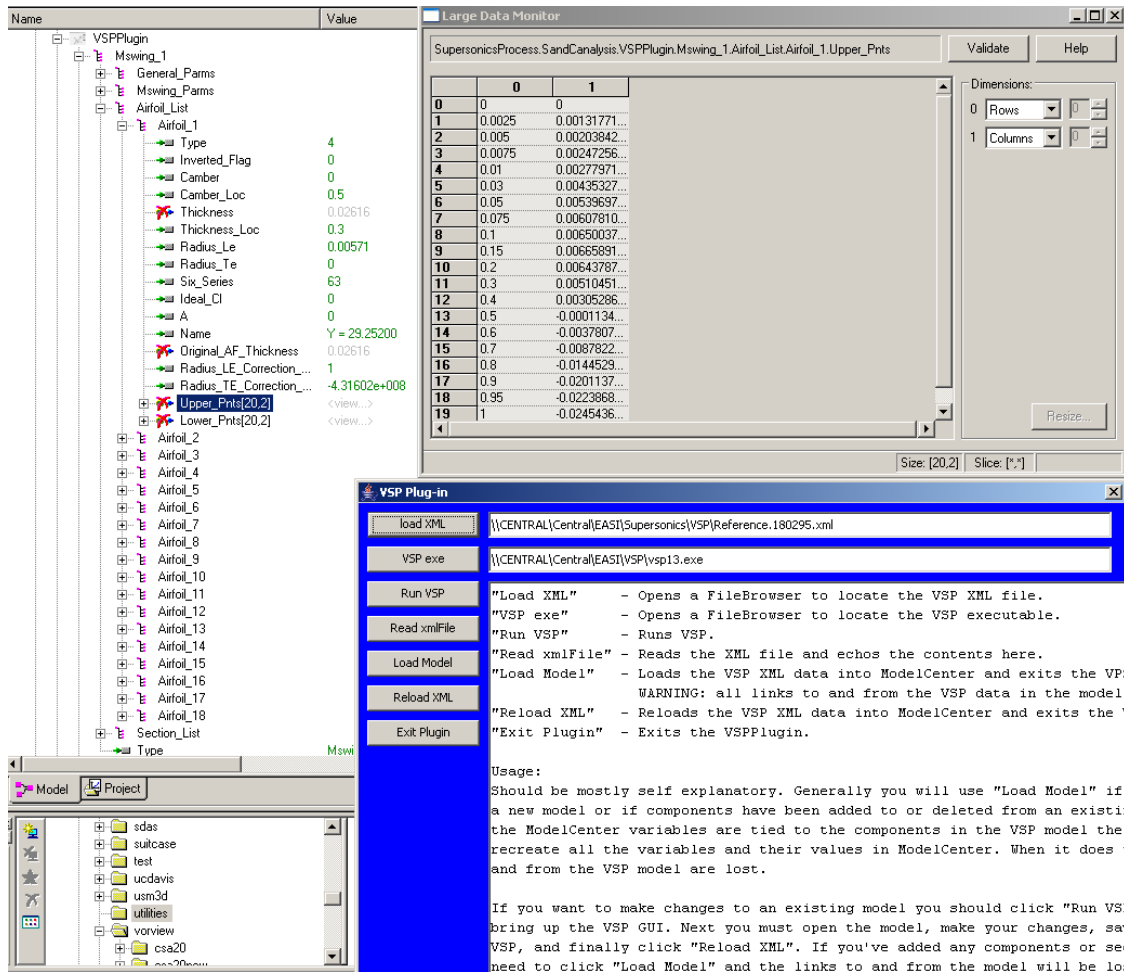 Name Value
VSPPlugin
Mswing_1
General_Parms
Mswing_Parms
Airfoil_List
Airfoil_1
Type 4
Inverted_Flag 0
Camber 0
Camber_Loc 0.5
Thickness 0.02616
Thickness_Loc 0.3
Radius_Le 0.00571
Radius_Te 0
Six_Series 63
Ideal_Cl 0
A 0
Name Y = 29.25200
Original_AF_Thickness 0.02616
Radius_LE_Correction_... 1
Radius_TE_Correction_... -4.31602e+008
Upper_Pnts[20,2] <view...>
Lower_Pnts[20,2] <view...>
Airfoil_2
Airfoil_3
Airfoil_4
Airfoil_5
Airfoil_6
Airfoil_7
Airfoil_8
Airfoil_9
Airfoil_10
Airfoil_11
Airfoil_12
Airfoil_13
Airfoil_14
Airfoil_15
Airfoil_16
Airfoil_17
Airfoil_18
Section_List
Type Mswi
Model Project
sdas
suitcase
test
ucdavis
usm3d
utilities
vorview
csa20
Large Data Monitor
SupersonicsProcess.SandCanalysis.VSPPlugin.Mswing_1.Airfoil_List.Airfoil_1.Upper_Pnts Validate Help
0 1
0 0 0
1 0.0025 0.00131771...
2 0.005 0.00203842...
3 0.0075 0.00247256...
4 0.01 0.00277971...
5 0.03 0.00435327...
6 0.05 0.00539697...
7 0.075 0.00607810...
8 0.1 0.00650037...
9 0.15 0.00665891...
10 0.2 0.00643787...
11 0.3 0.00510451...
12 0.4 0.00305286...
13 0.5 -0.0001134...
14 0.6 -0.0037807...
15 0.7 -0.0087822...
16 0.8 -0.0144529...
17 0.9 -0.0201137...
18 0.95 -0.0223868...
19 1 -0.0245436...
Dimensions:
0 Rows 0
1 Columns 0
Resize...
Size: [20,2] Slice: [*,*]
VSP Plug-in
load XML \\CENTRAL\Central\EASI\Supersonics\VSP\Reference.180295.xml
VSP exe \\CENTRAL\Central\EASI\VSP\vsp13.exe
Run VSP
Read xmlFile
Load Model
Reload XML
Exit Plugin
"Load XML" - Opens a FileBrowser to locate the VSP XML file.
"VSP exe" - Opens a FileBrowser to locate the VSP executable.
"Run VSP" - Runs VSP.
"Read xmlFile" - Reads the XML file and echos the contents here.
"Load Model" - Loads the VSP XML data into ModelCenter and exits the VP
WARNING: all links to and from the VSP data in the model
"Reload XML" - Reloads the VSP XML data into ModelCenter and exits the
"Exit Plugin" - Exits the VSPPlugin.
Usage:
Should be mostly self explanatory. Generally you will use "Load Model" if
a new model or if components have been added to or deleted from an existi
the ModelCenter variables are tied to the components in the VSP model the
recreate all the variables and their values in ModelCenter. When it does
and from the VSP model are lost.
If you want to make changes to an existing model you should click "Run VS
bring up the VSP GUI. Next you must open the model, make your changes, sa
VSP, and finally click "Reload XML". If you've added any components or se
need to click "Load Model" and the links to and from the model will be lo